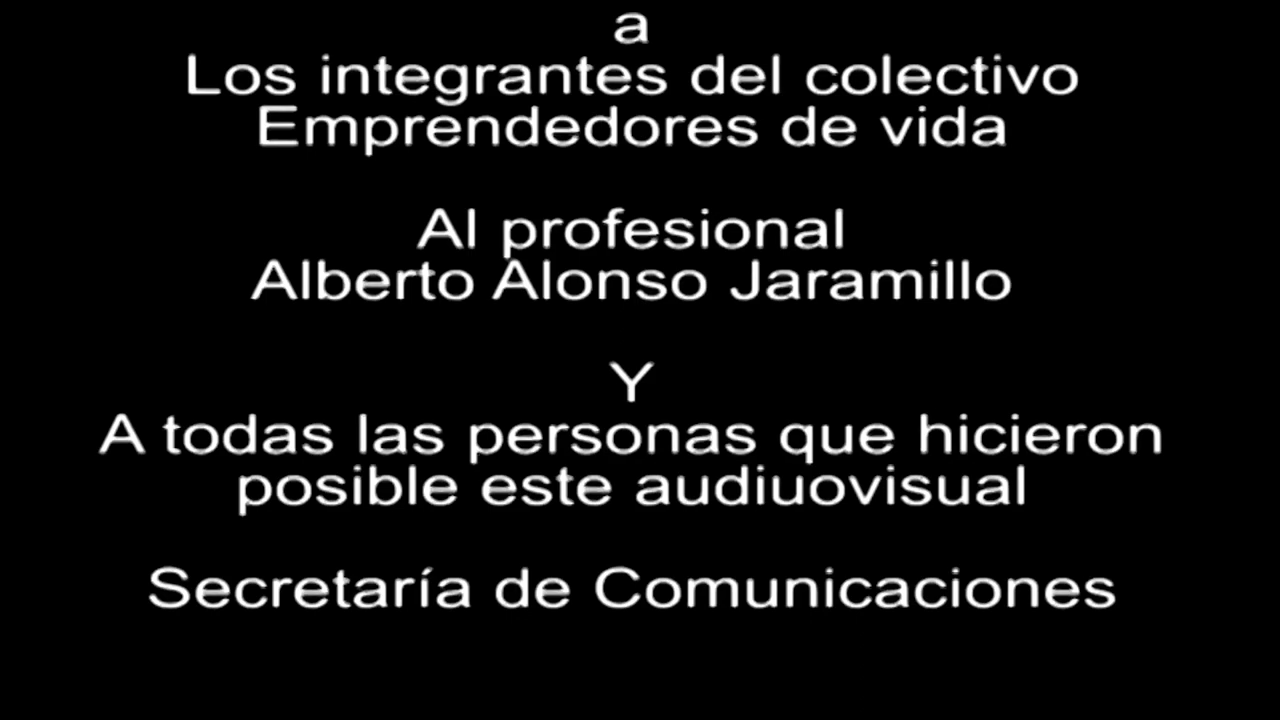 a
Los integrantes del colectivo
Emprendedores de vida
Al profesional
Alberto Alonso Jaramillo
Y
A todas las personas que hicieron
posible este audiuovisual
Secretaría de Comunicaciones